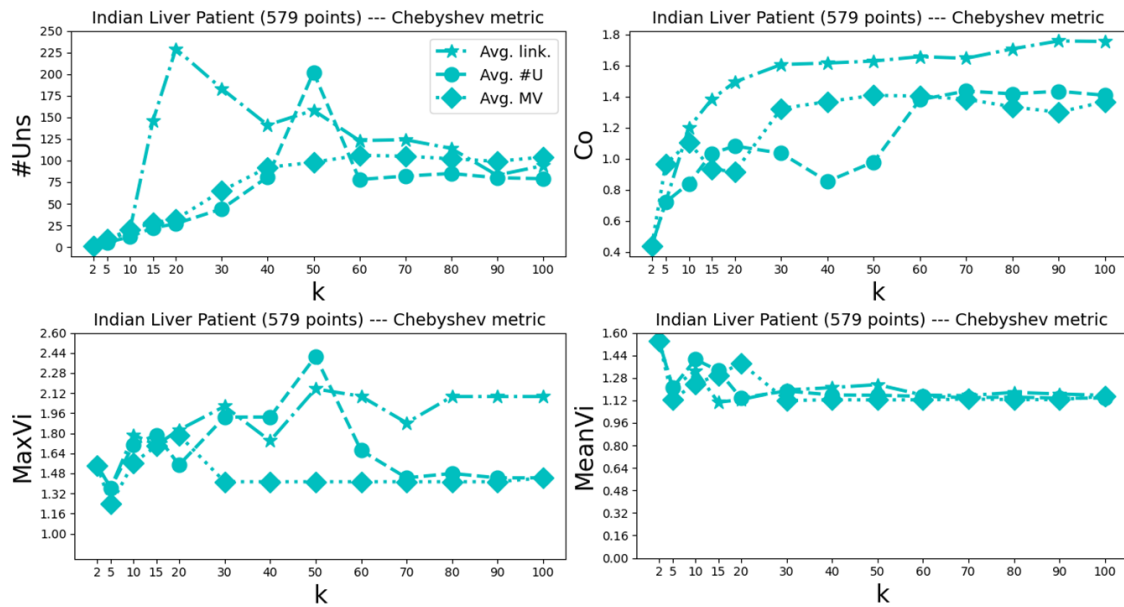 Indian Liver Patient (579 points) --- Chebyshev metric
250
225
200
175
150
125
100
75
50
25
0
#Uns
Avg. link.
Avg. #U
Avg. MV
2 5 10 15 20 30 40 50 60 70 80 90 100
k
Indian Liver Patient (579 points) --- Chebyshev metric
1.8
1.6
1.4
1.2
1.0
0.8
0.6
0.4
Co
2 5 10 15 20 30 40 50 60 70 80 90 100
k
Indian Liver Patient (579 points) --- Chebyshev metric
2.60
2.44
2.28
2.12
1.96
1.80
1.64
1.48
1.32
1.16
1.00
MaxVi
2 5 10 15 20 30 40 50 60 70 80 90 100
k
Indian Liver Patient (579 points) --- Chebyshev metric
1.60
1.44
1.28
1.12
0.96
0.80
0.64
0.48
0.32
0.16
0.00
MeanVi
2 5 10 15 20 30 40 50 60 70 80 90 100
k